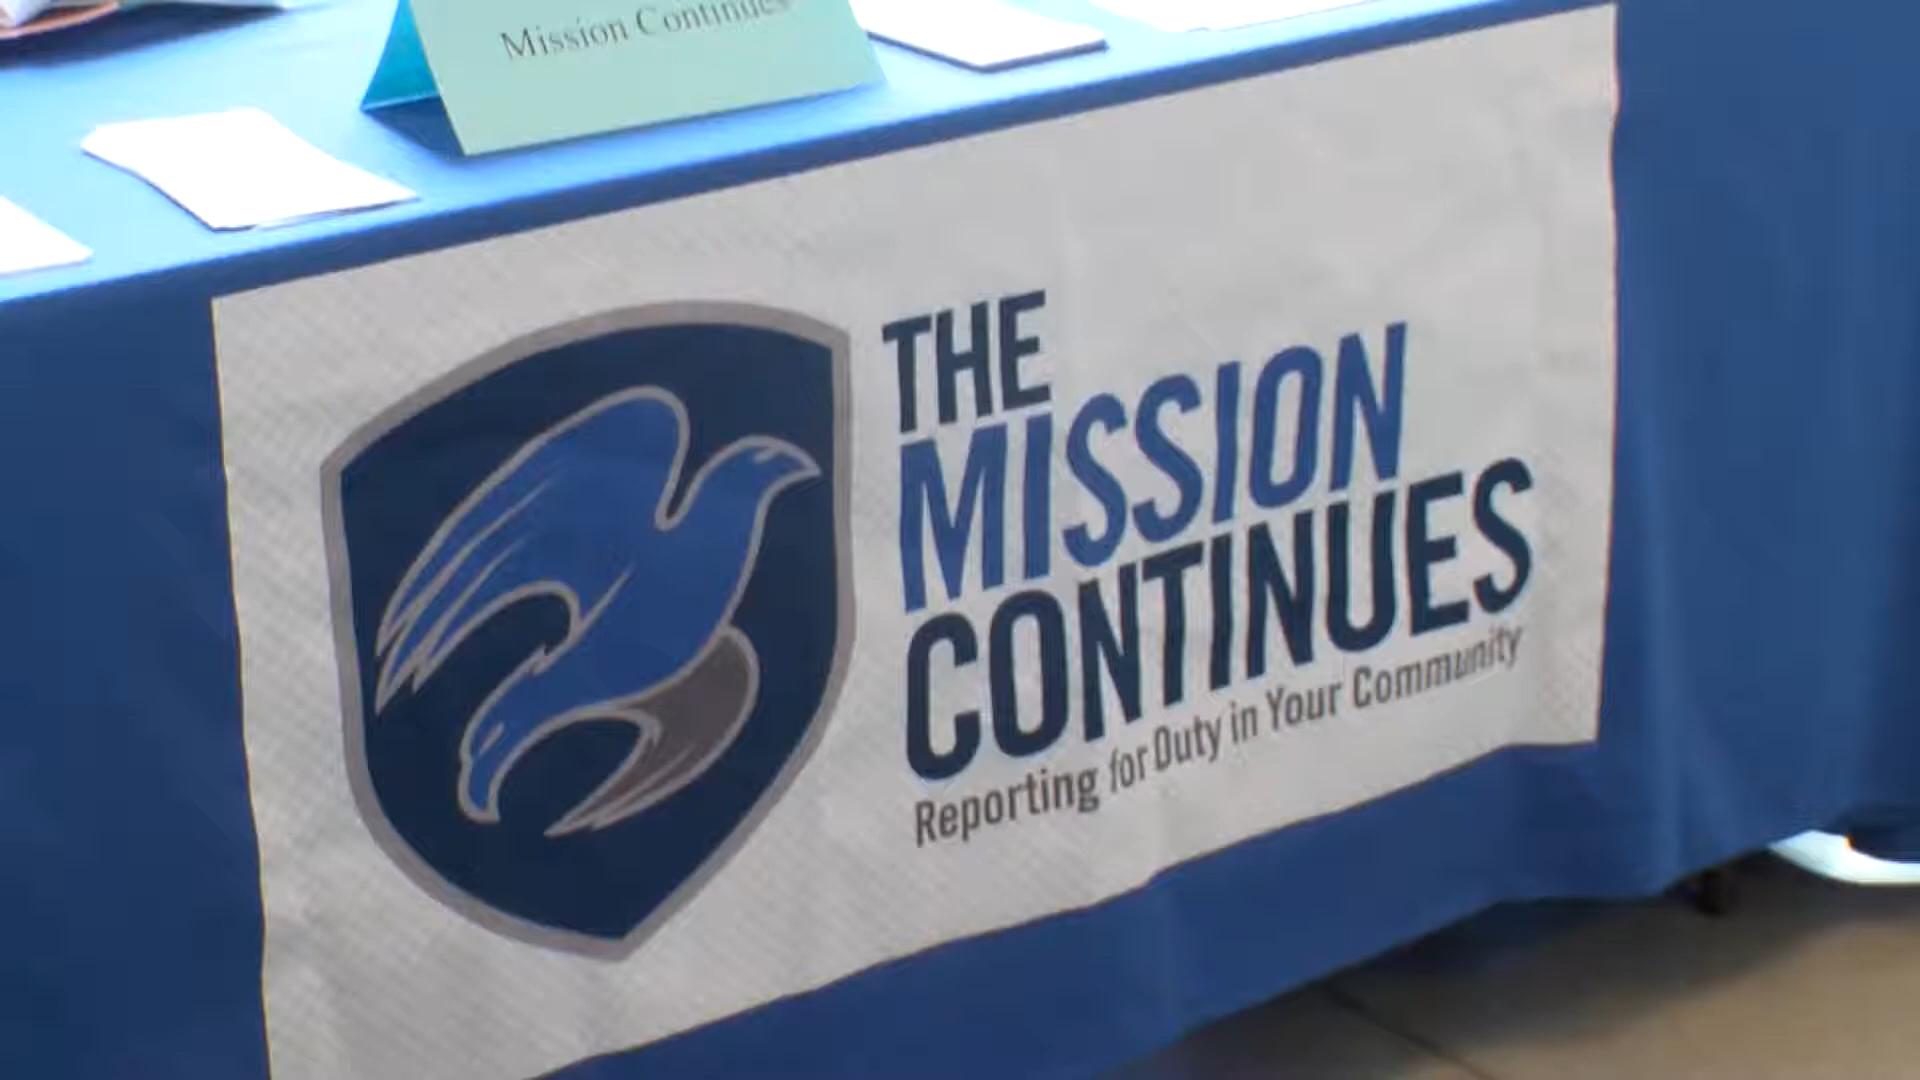 Mission Continues
THE
MISSION
CONTINUES
Reporting for Duty in Your Community